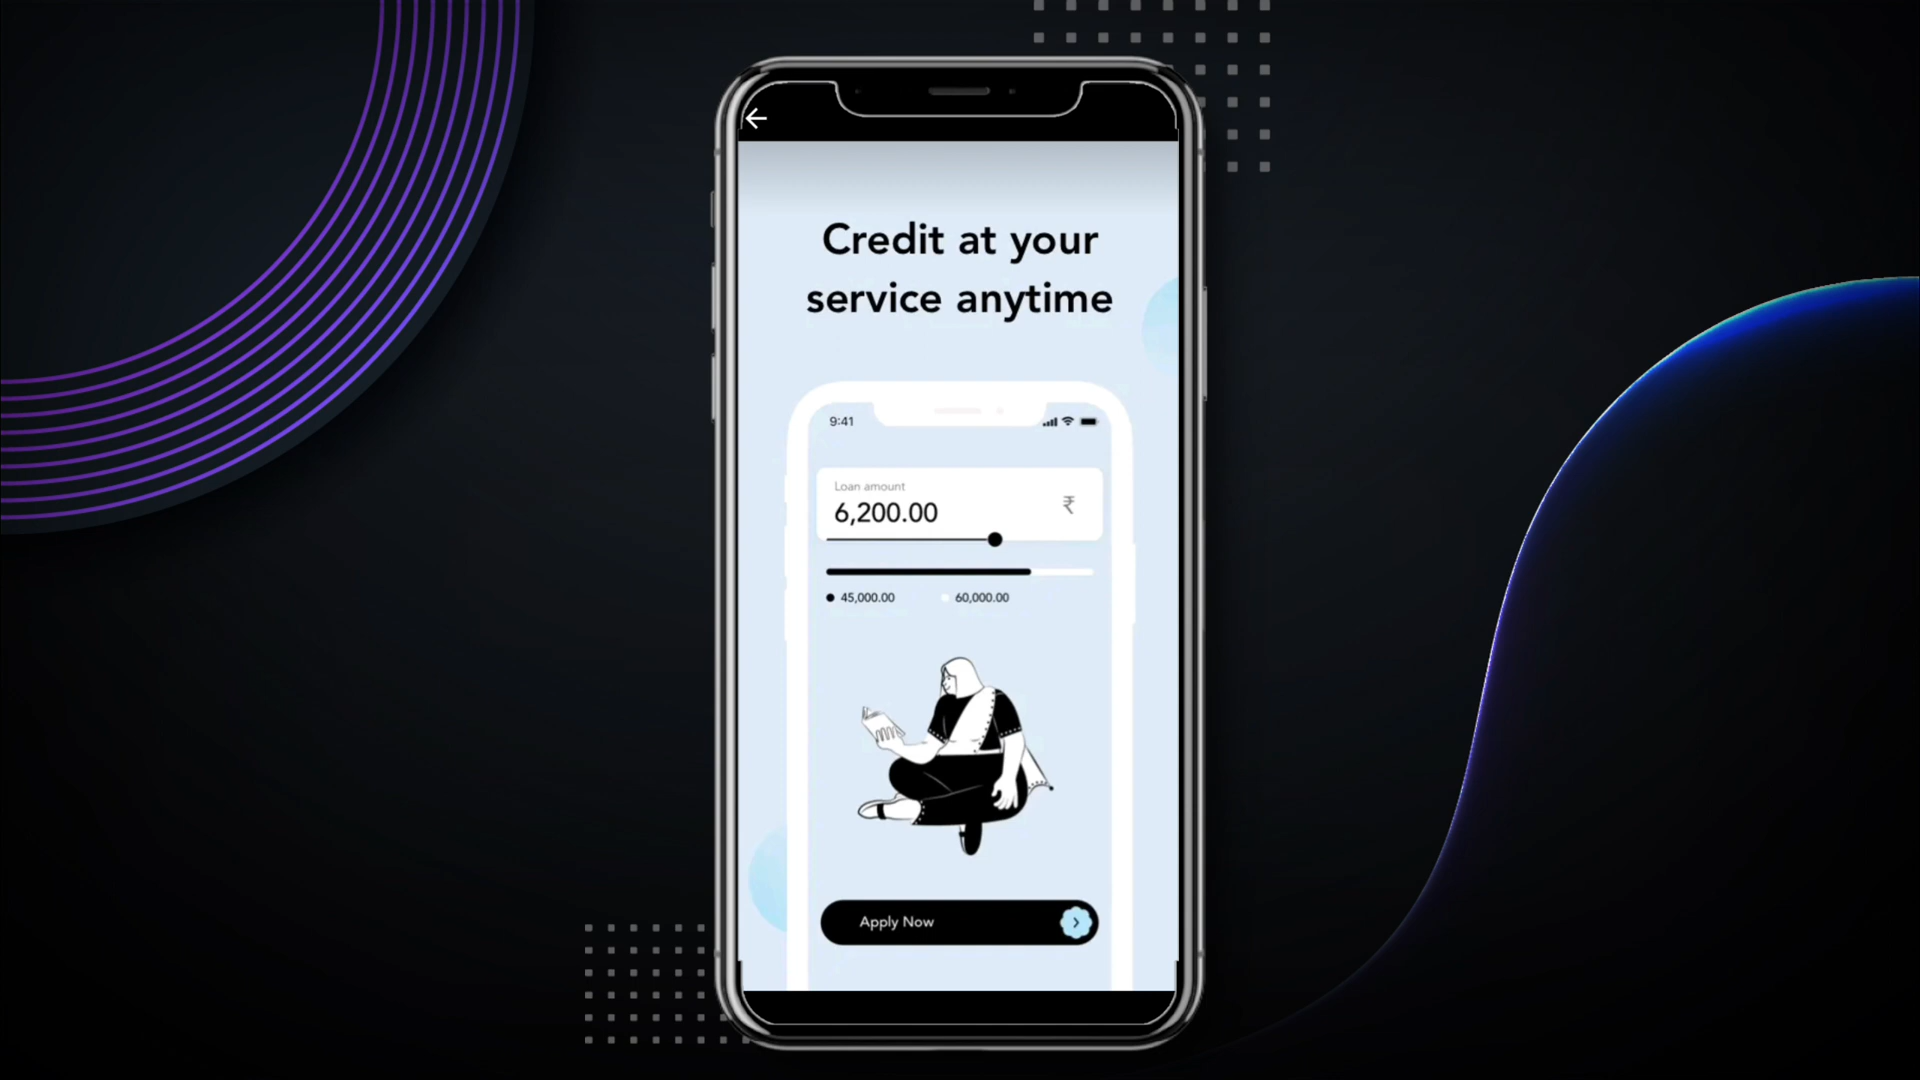 Credit at your
service anytime
9:41
Loan amount
6,200.00
₹
45,000.00
60,000.00
Apply Now